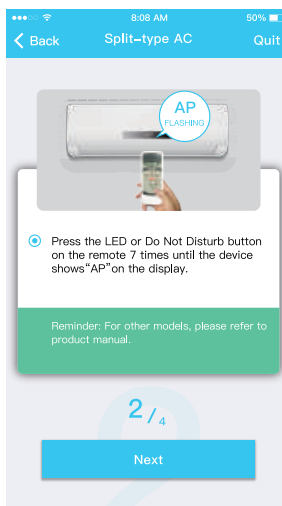 8:08 AM
50%
Back
Split-type AC
Quit
AP
FLASHING
Press the LED or Do Not Disturb button
on the remote 7 times until the device
shows“AP”on the display.
Reminder: For other models, please refer to
product manual.
2/4
Next